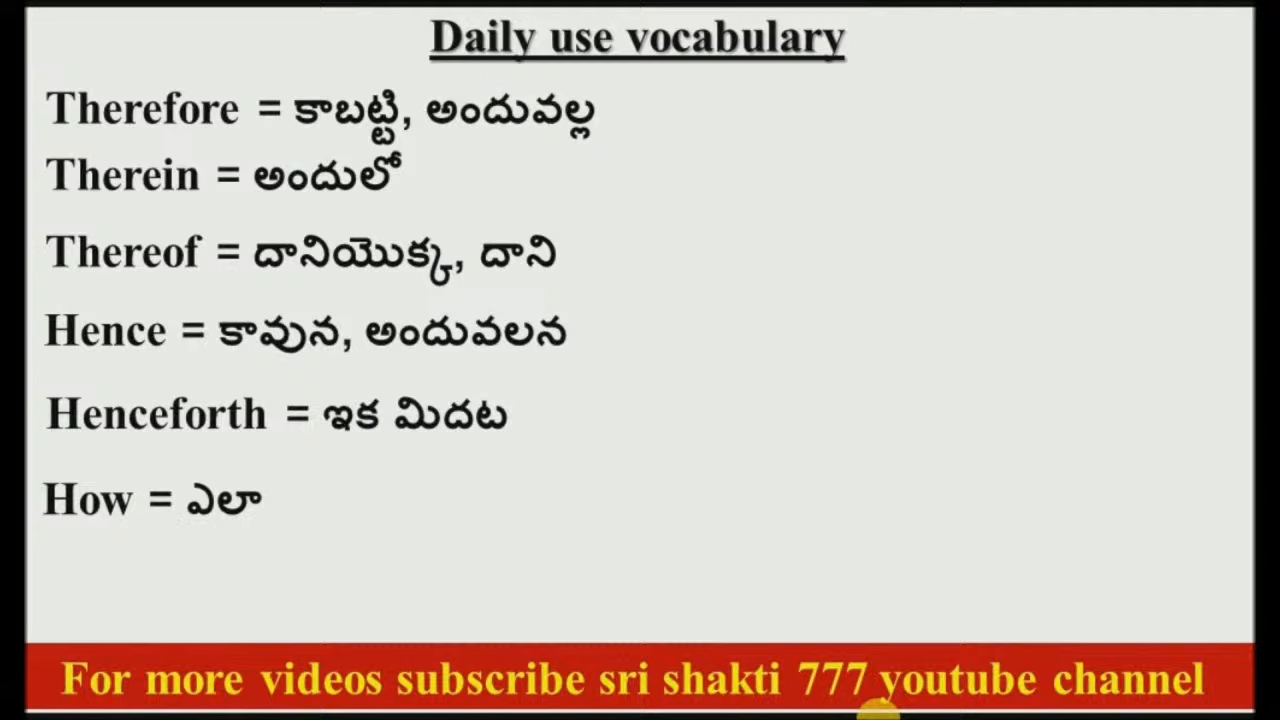 Daily use vocabulary
Therefore = కాబట్టి, అందువల్ల
Therein = అందులో
Thereof = దానియొక్క, దాని
Hence = కావున, అందువలన
Henceforth = ఇక మిదట
How = ఎలా
For more videos subscribe sri shakti 777 youtube channel